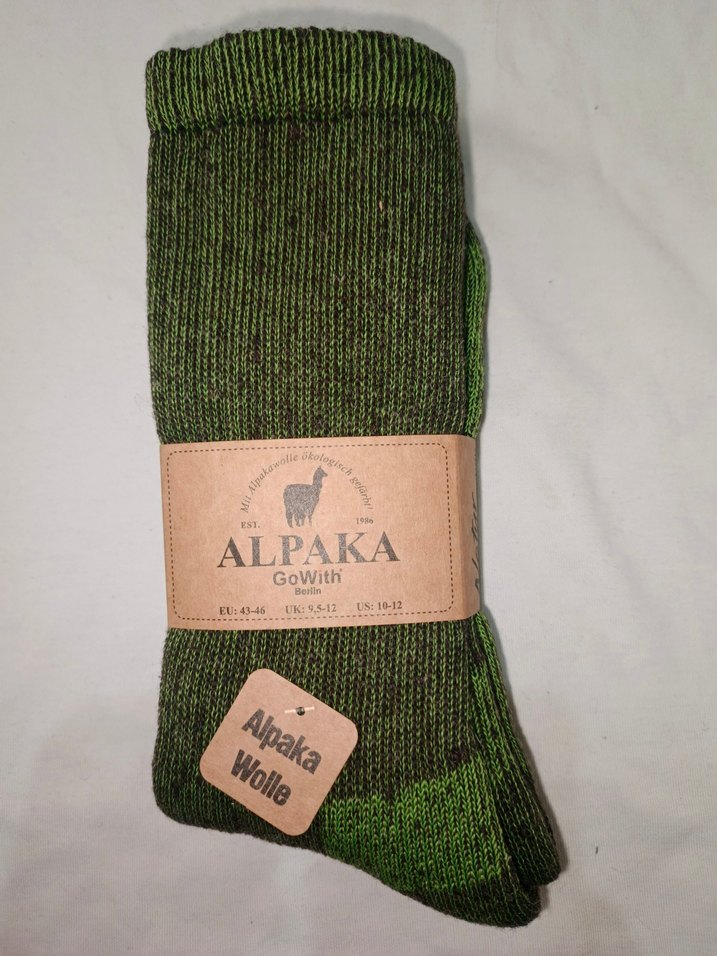 Mit Alpakawolle ökologisch gefärbt!
EST. 1986
ALPAKA
GoWith®
Berlin
EU: 43-46 UK: 9,5-12 US: 10-12
Alpaka
Wolle